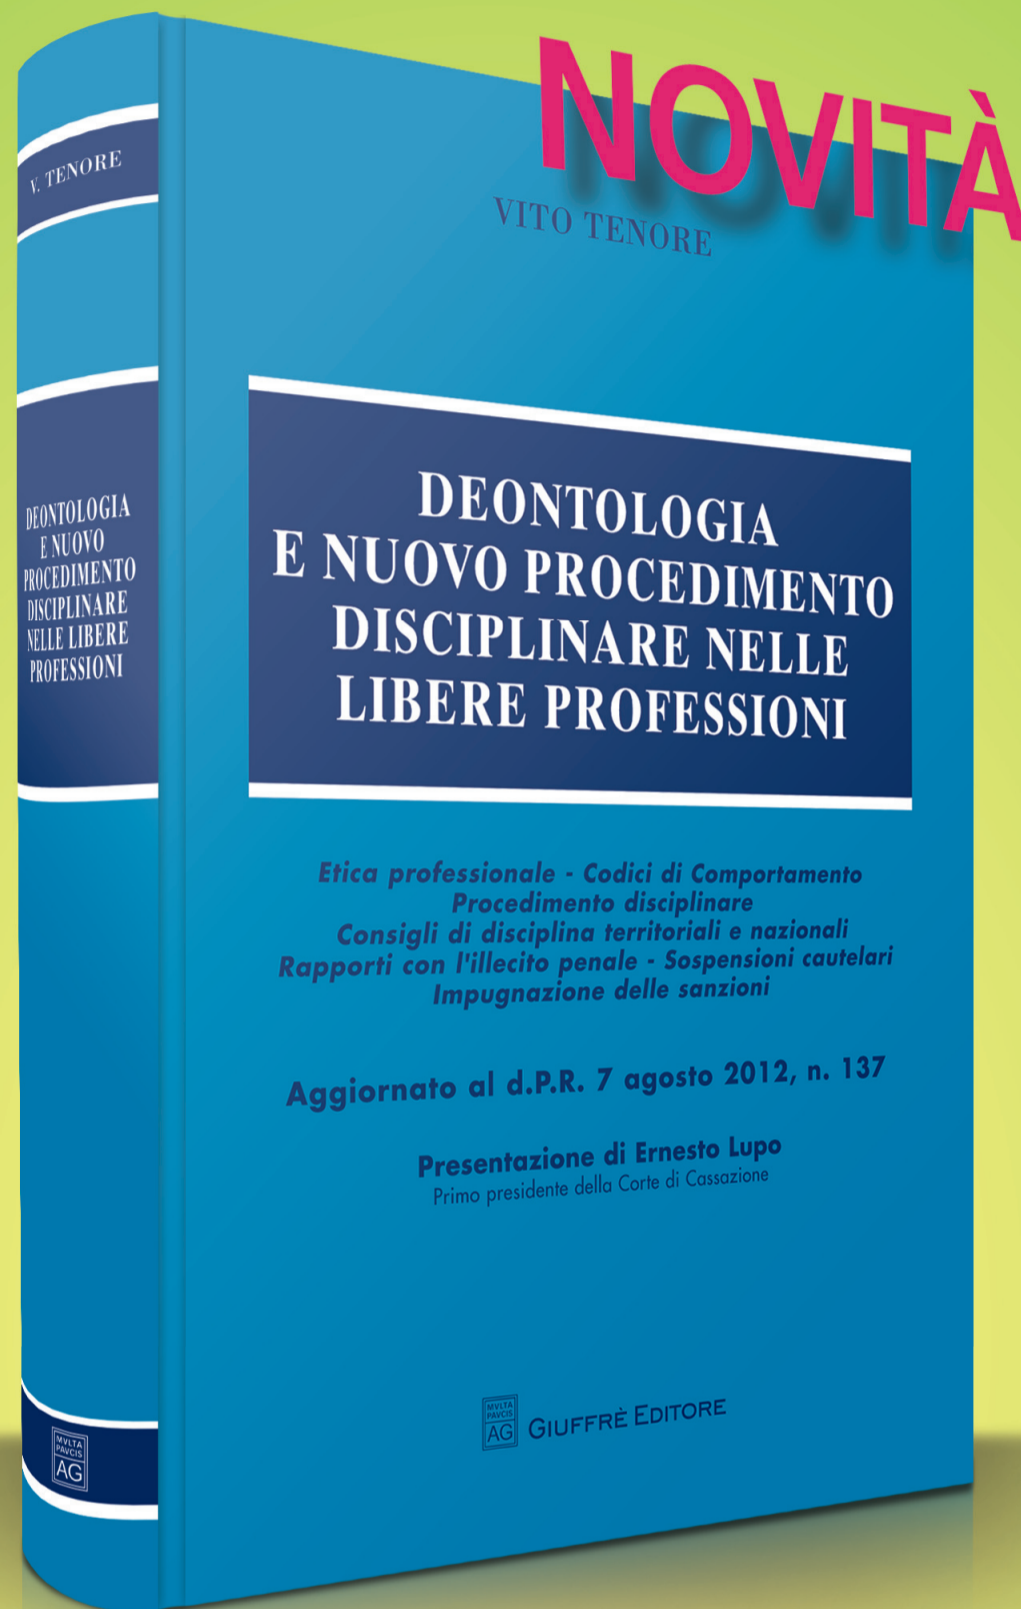 NOVITÀ
V. TENORE
DEONTOLOGIA
E NUOVO
PROCEDIMENTO
DISCIPLINARE
NELLE LIBERE
PROFESSIONI
MVLTA
PAVCIS
AG
VITO TENORE
DEONTOLOGIA
E NUOVO PROCEDIMENTO
DISCIPLINARE NELLE
LIBERE PROFESSIONI
Etica professionale - Codici di Comportamento
Procedimento disciplinare
Consigli di disciplina territoriali e nazionali
Rapporti con l'illecito penale - Sospensioni cautelari
Impugnazione delle sanzioni
Aggiornato al d.P.R. 7 agosto 2012, n. 137
Presentazione di Ernesto Lupo
Primo presidente della Corte di Cassazione
MVLTA
PAVCIS
AG
GIUFFRÈ EDITORE